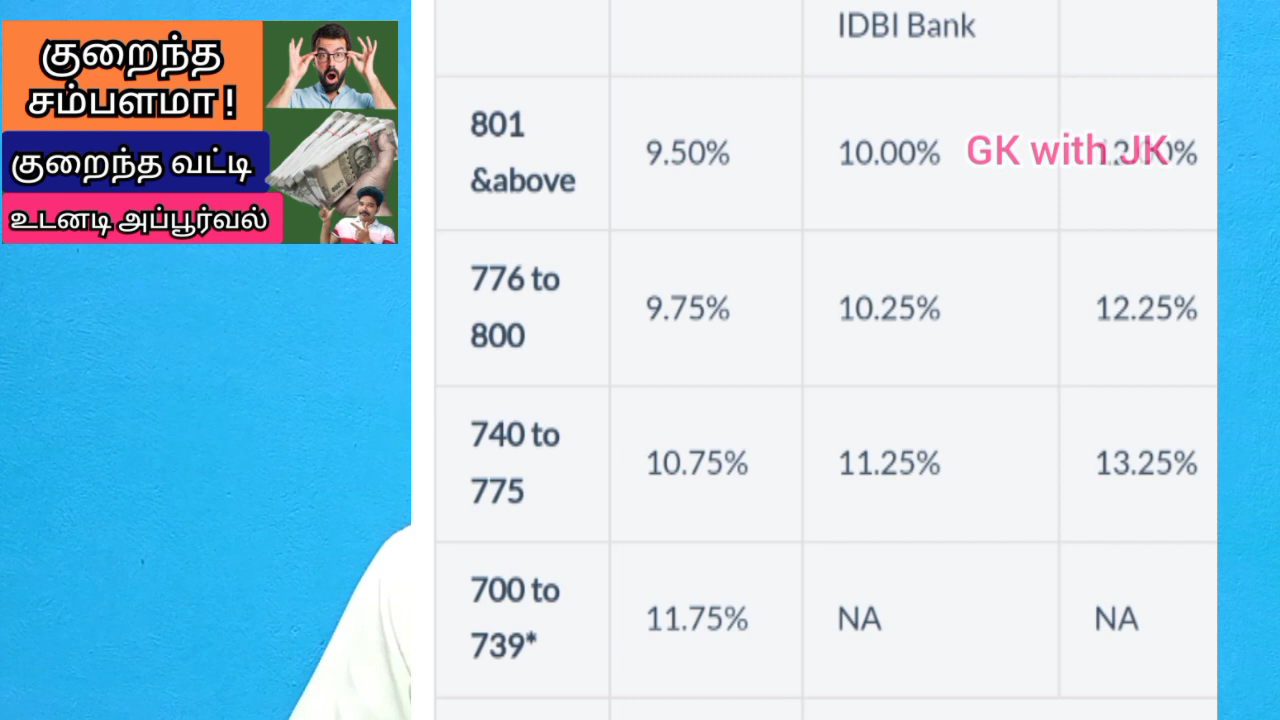 குறைந்த
சம்பளமா !
குறைந்த வட்டி
உடனடி அப்பூர்வல்
IDBI Bank
801
&above
9.50%
10.00%
12.00%
GK with JK
776 to
800
9.75%
10.25%
12.25%
740 to
775
10.75%
11.25%
13.25%
700 to
739*
11.75%
NA
NA